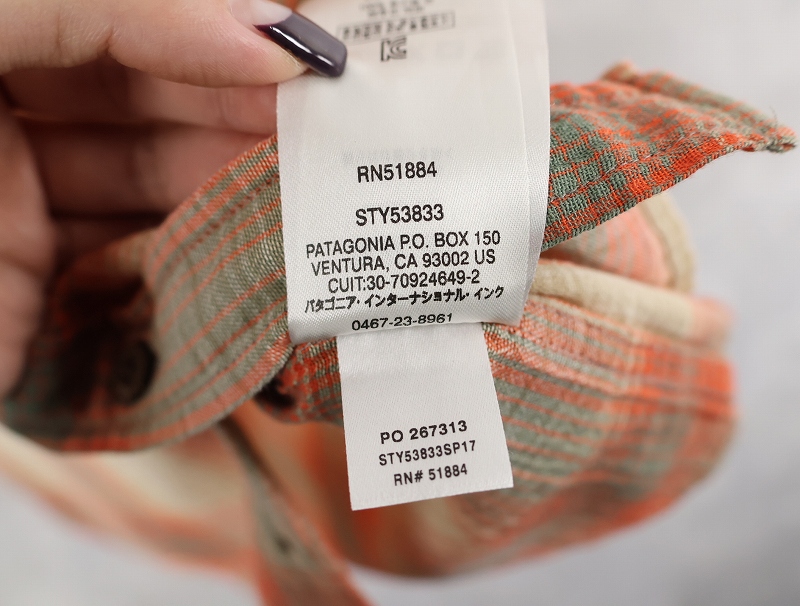 RN51884
STY53833
PATAGONIA P.O. BOX 150
VENTURA, CA 93002 US
CUIT:30-70924649-2
パタゴニア・インターナショナル・インク
0467-23-8961
PO 267313
STY53833SP17
RN# 51884